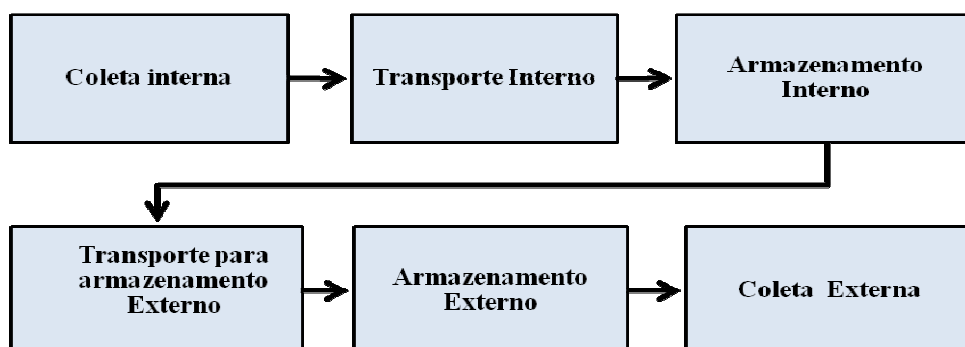 Coleta interna
Transporte Interno
Armazenamento
Interno
Transporte para
armazenamento
Externo
Armazenamento
Externo
Coleta Externa